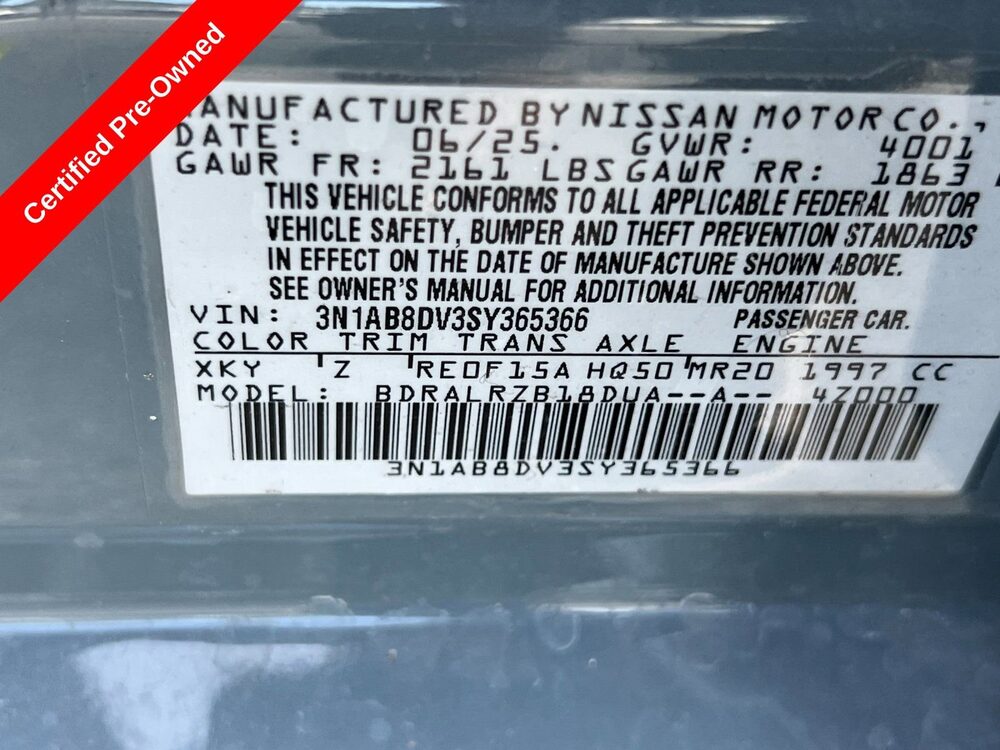 Certified Pre-Owned
MANUFACTURED BY NISSAN MOTOR CO.,
DATE: 06/25. GVWR: 4001
GAWR FR: 2161 LBS GAWR RR: 1863
THIS VEHICLE CONFORMS TO ALL APPLICABLE FEDERAL MOTOR
VEHICLE SAFETY, BUMPER AND THEFT PREVENTION STANDARDS
IN EFFECT ON THE DATE OF MANUFACTURE SHOWN ABOVE.
SEE OWNER'S MANUAL FOR ADDITIONAL INFORMATION.
VIN: 3N1AB8DV3SY365366 PASSENGER CAR.
COLOR TRIM TRANS AXLE ENGINE
XKY Z RE0F15A HQ50 MR20 1997 CC
MODEL: BDRALRZB18DUA--A-- 4Z000
3N1AB8DV3SY365366